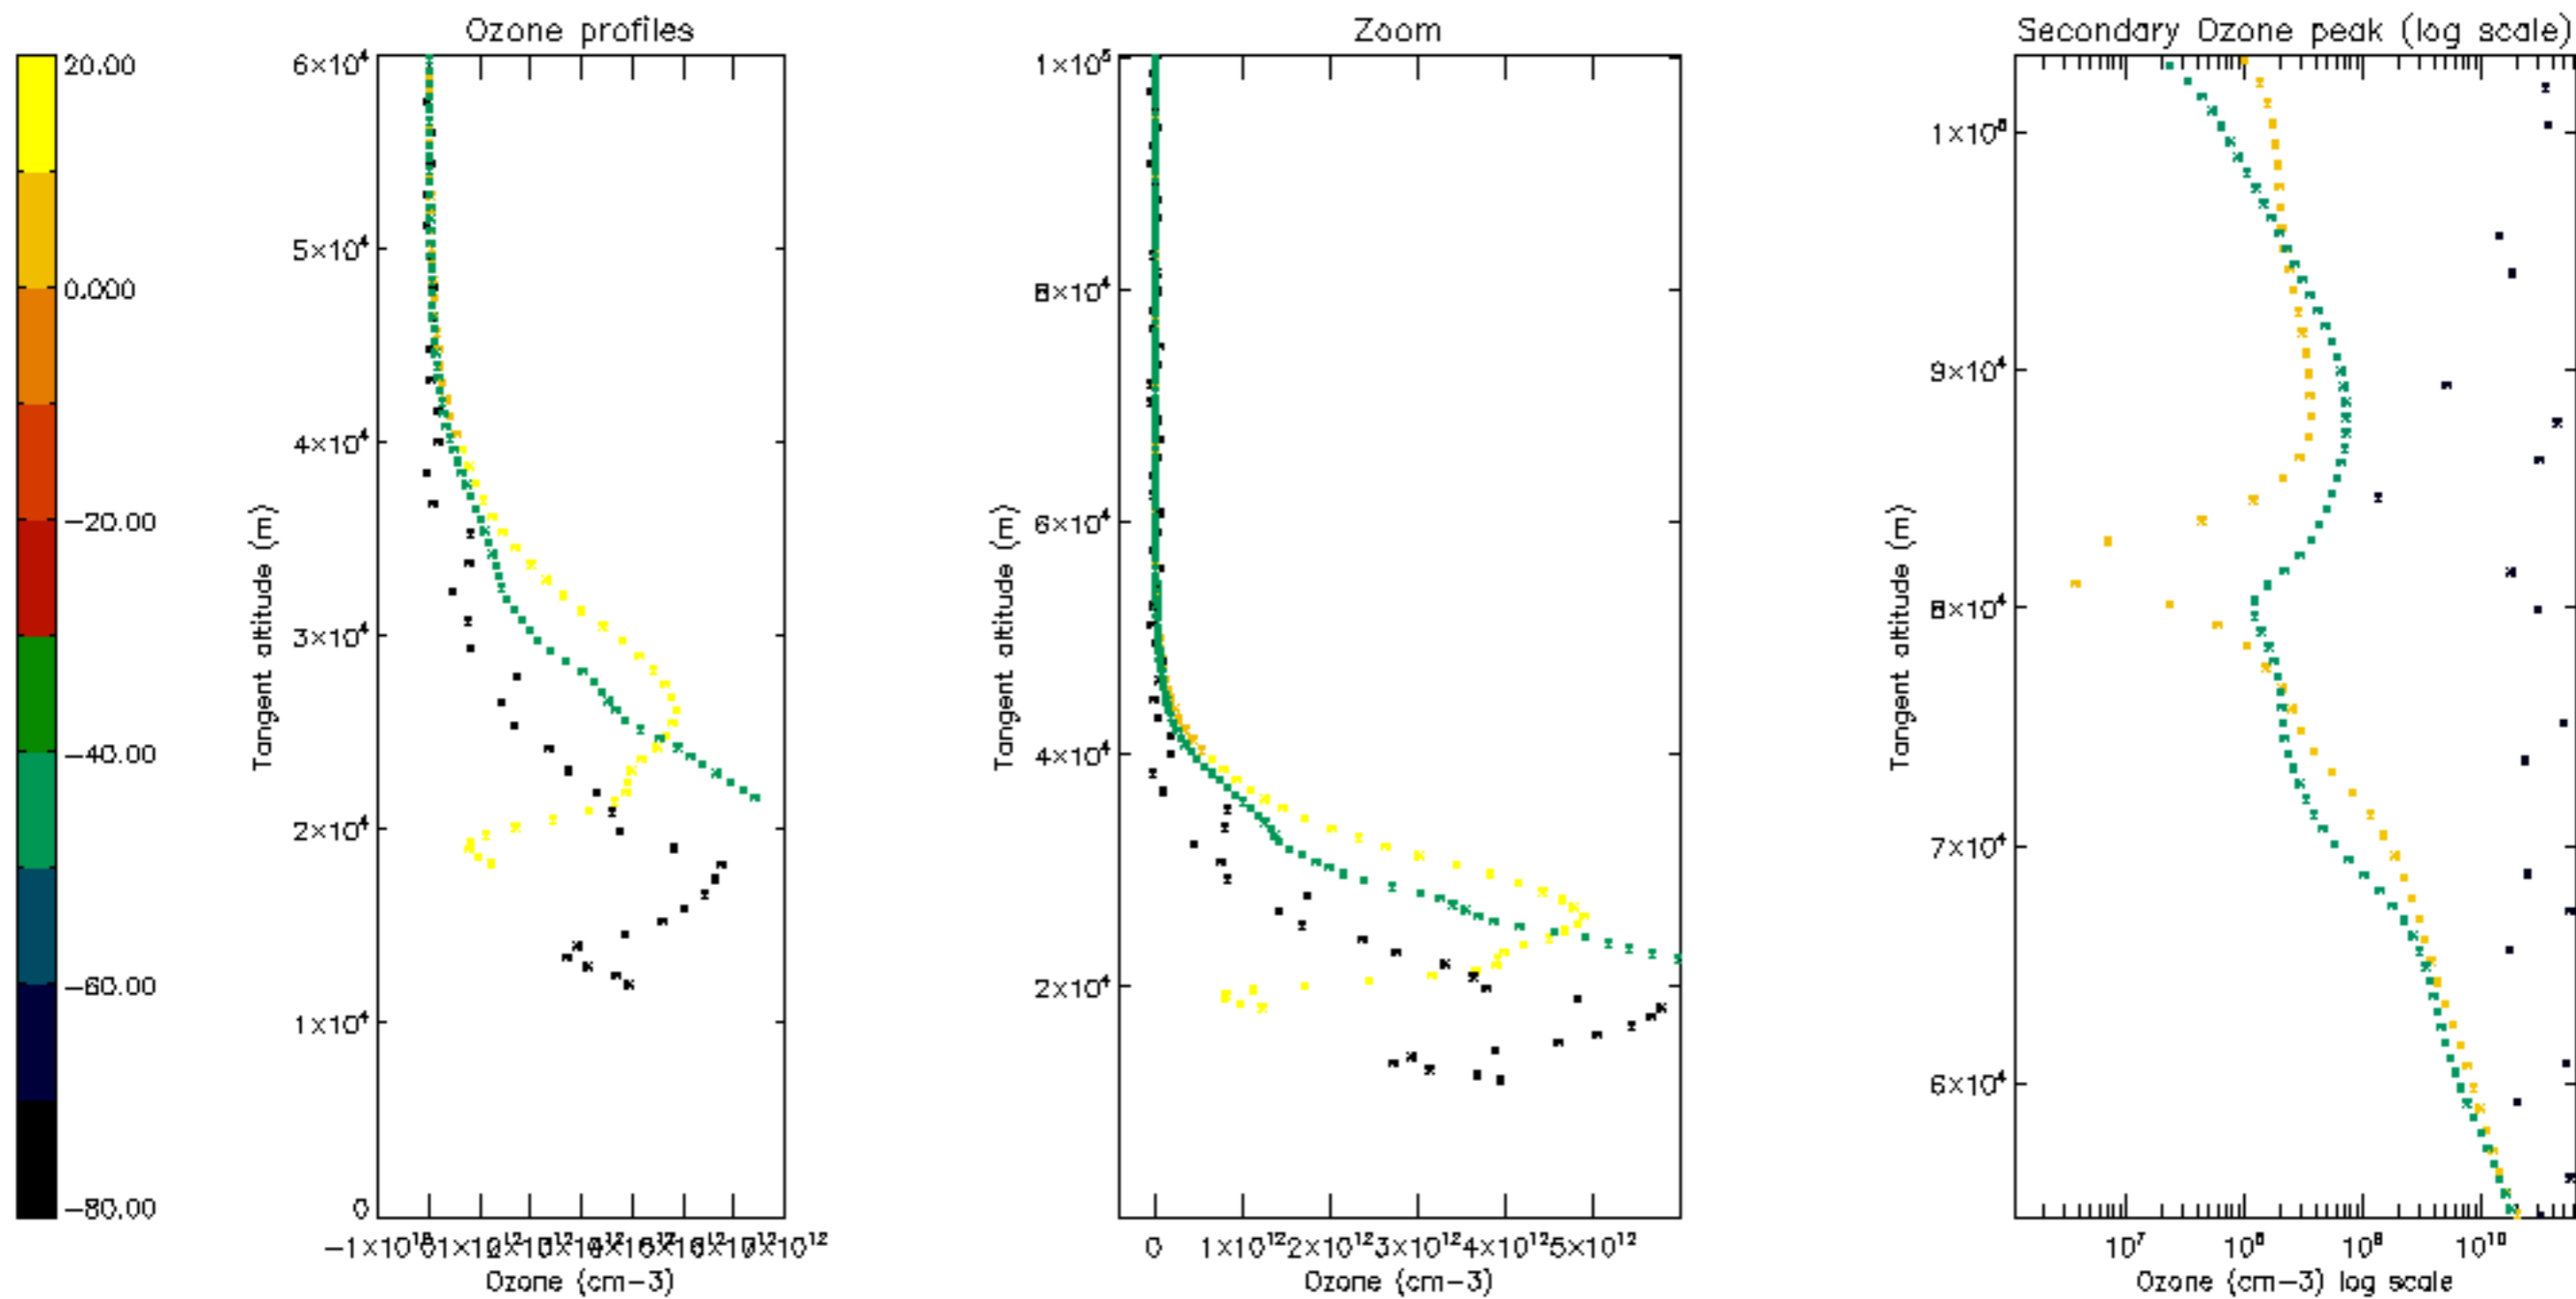 Ozone profiles
Zoom
Secondary Ozone peak (log scale)
20.00
0.000
−20.00
−40.00
−60.00
−80.00
6×10⁴
5×10⁴
4×10⁴
3×10⁴
2×10⁴
1×10⁴
0
Tangent altitude (m)
Ozone (cm−3)
1×10⁵
8×10⁴
6×10⁴
4×10⁴
2×10⁴
Tangent altitude (m)
0 1×10¹² 2×10¹² 3×10¹² 4×10¹² 5×10¹²
Ozone (cm−3)
9×10⁴
8×10⁴
7×10⁴
6×10⁴
Tangent altitude (m)
10⁷ 10⁸ 10⁹ 10¹⁰
Ozone (cm−3) log scale